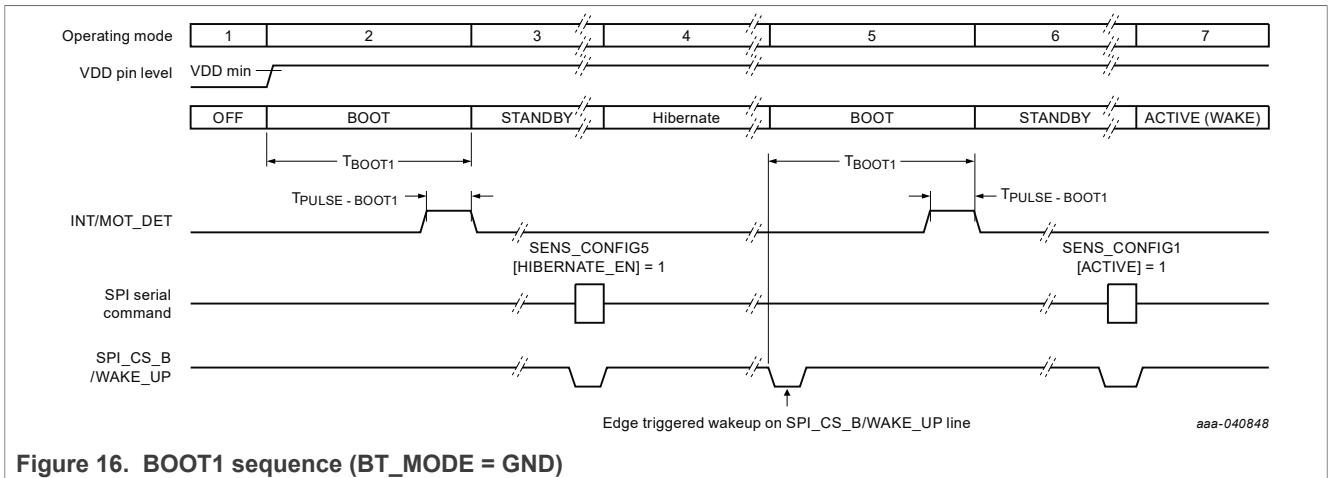 Operating mode 1 2 3 4 5 6 7
VDD pin level VDD min
OFF BOOT STANDBY Hibernate BOOT STANDBY ACTIVE (WAKE)
TBOOT1 TBOOT1
TPULSE - BOOT1 TPULSE - BOOT1
INT/MOT_DET
SENS_CONFIG5 SENS_CONFIG1
[HIBERNATE_EN] = 1 [ACTIVE] = 1
SPI serial
command
SPI_CS_B
/WAKE_UP
Edge triggered wakeup on SPI_CS_B/WAKE_UP line aaa-040848
Figure 16. BOOT1 sequence (BT_MODE = GND)